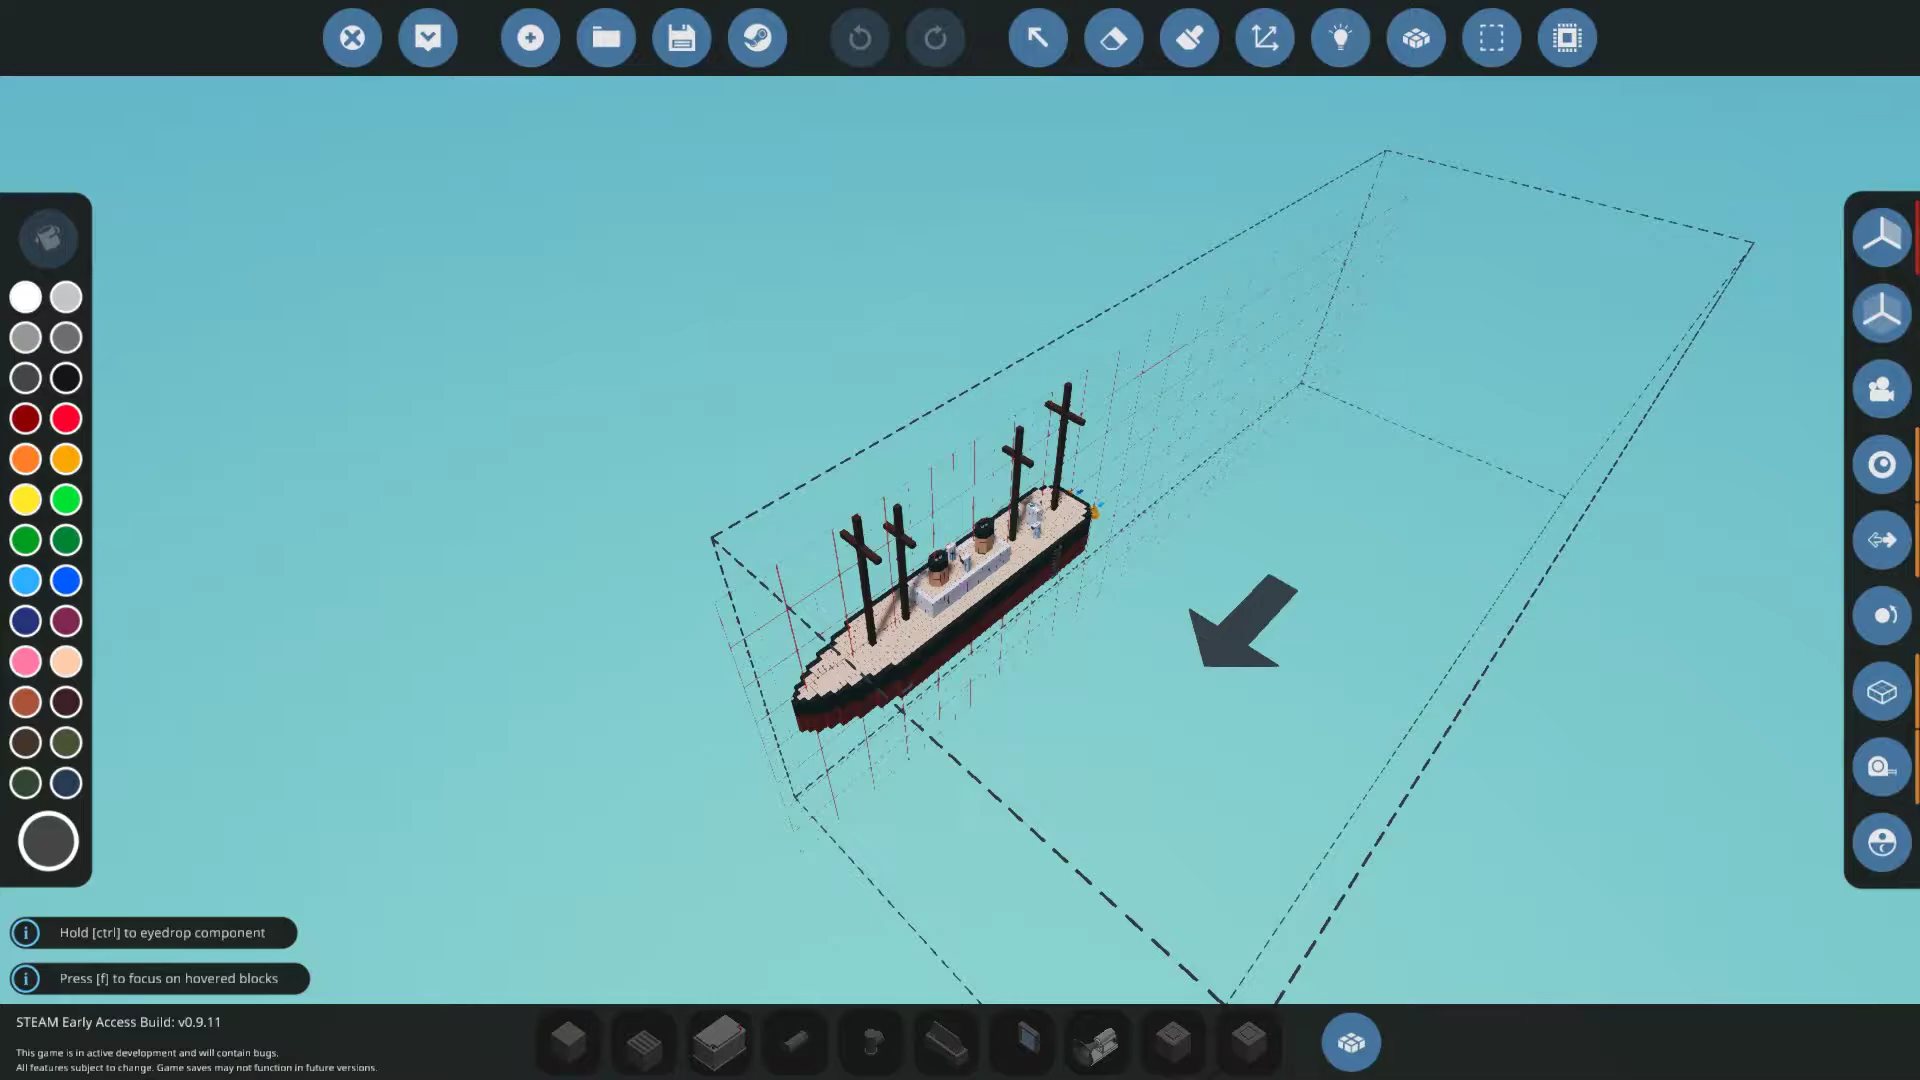 Hold [ctrl] to eyedrop component
Press [f] to focus on hovered blocks
STEAM Early Access Build: v0.9.11
This game is in active development and will contain bugs.
All features subject to change. Game saves may not function in future versions.